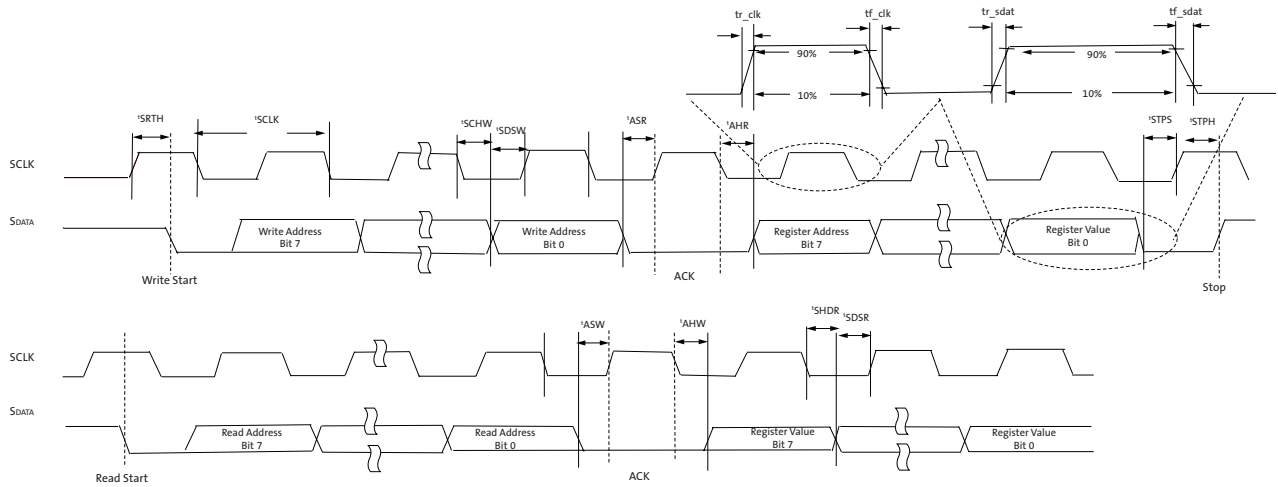 tr_clk tf_clk tr_sdat tf_sdat
90% 90%
10% 10%
tSRTH tSCLK tSCHW tSDSW tASR tAHR tSTPS tSTPH
SCLK
SDATA
Write Address
Bit 7
Write Address
Bit 0
Register Address
Bit 7
Register Value
Bit 0
Write Start ACK Stop
tASW tAHW tSHDR tSDSR
SCLK
SDATA
Read Address
Bit 7
Read Address
Bit 0
Register Value
Bit 7
Register Value
Bit 0
Read Start ACK